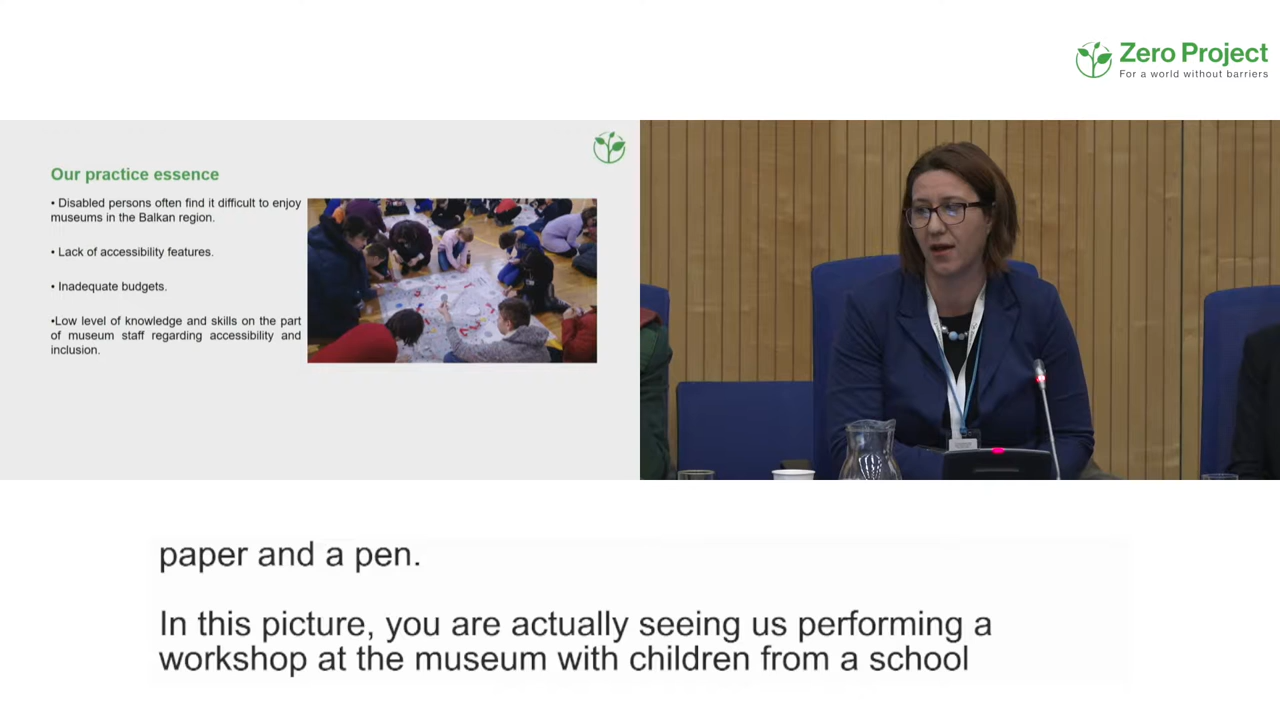 Zero Project
For a world without barriers
Our practice essence
• Disabled persons often find it difficult to enjoy
museums in the Balkan region.
• Lack of accessibility features.
• Inadequate budgets.
•Low level of knowledge and skills on the part
of museum staff regarding accessibility and
inclusion.
paper and a pen.
In this picture, you are actually seeing us performing a
workshop at the museum with children from a school